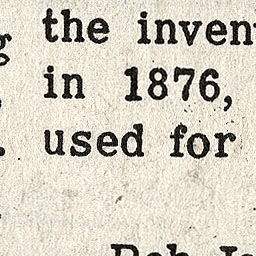 the inven
in 1876,
used for